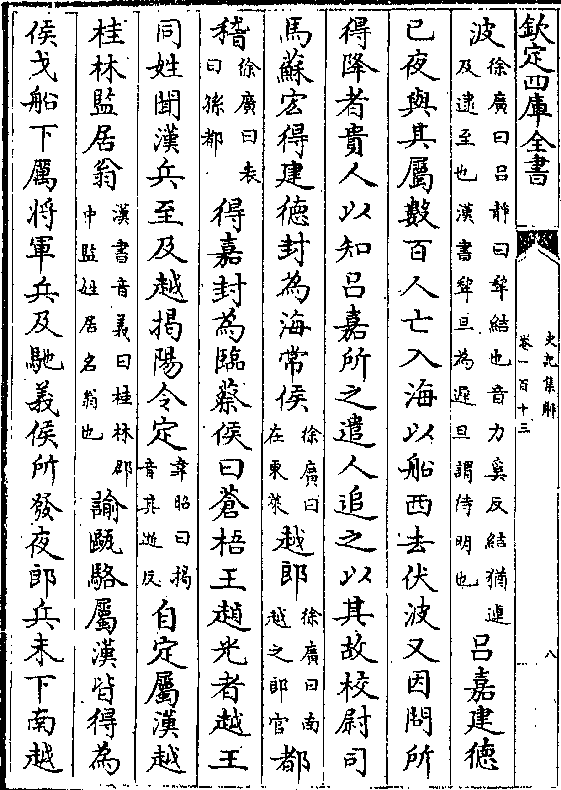 欽定四庫全書
史記集解
卷一百十三
八
波徐廣曰呂靜曰犂結也音力奚反結猶連及逮至也漢書犂旦為遲旦謂待明也呂嘉建德
已夜與其屬數百人亡入海以船西去伏波又因問所
得降者貴人以知呂嘉所之遣人追之以其故校尉司
馬蘇宏得建德封為海常侯徐廣曰在東萊越郎徐廣曰南越之郎官都
稽徐廣曰表曰孫都得嘉封為臨蔡侯曰蒼梧王趙光者越王
同姓聞漢兵至及越揭陽令定韋昭曰揭音其逝反自定屬漢越
桂林監居翁漢書音義曰桂林郡中監姓居名翁也諭甌駱屬漢皆得為
侯戈船下厲將軍兵及馳義侯所發夜郎兵未下南越